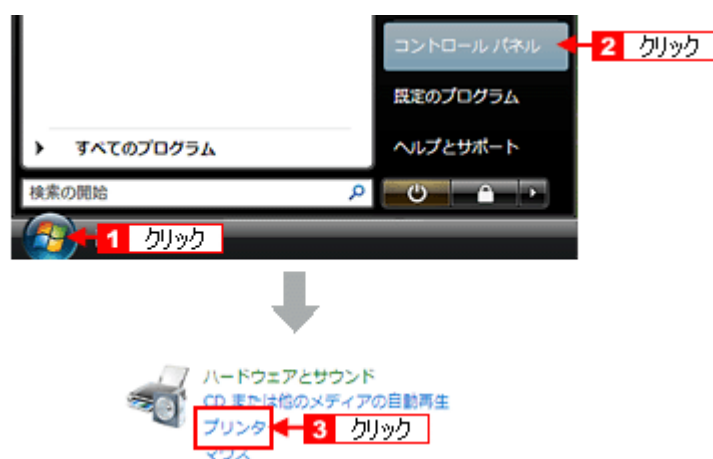 コントロール パネル
2 クリック
既定のプログラム
すべてのプログラム
ヘルプとサポート
検索の開始
1 クリック
ハードウェアとサウンド
CD または他のメディアの自動再生
プリンタ
3 クリック
マウス